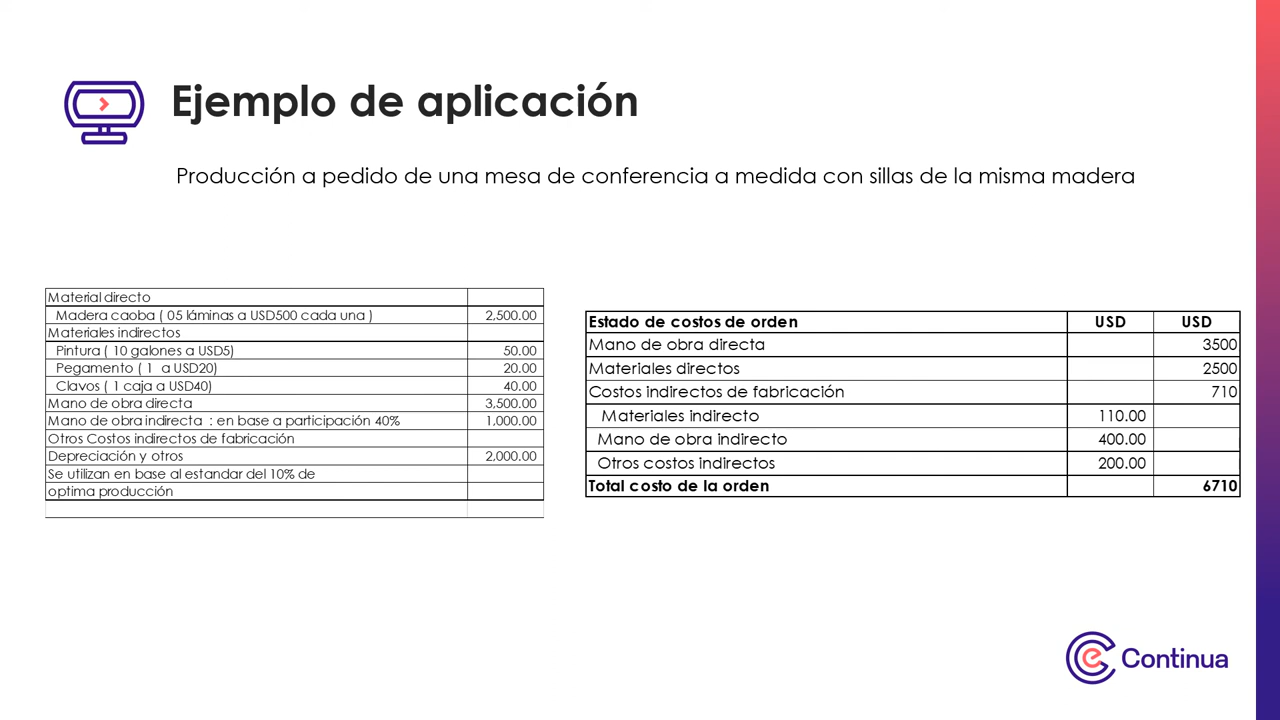 Ejemplo de aplicación
Producción a pedido de una mesa de conferencia a medida con sillas de la misma madera
Material directo
Madera caoba ( 05 láminas a USD500 cada una ) 2,500.00
Materiales indirectos
Pintura ( 10 galones a USD5) 50.00
Pegamento ( 1 a USD20) 20.00
Clavos ( 1 caja a USD40) 40.00
Mano de obra directa 3,500.00
Mano de obra indirecta : en base a participación 40% 1,000.00
Otros Costos indirectos de fabricación
Depreciación y otros 2,000.00
Se utilizan en base al estandar del 10% de
optima producción
Estado de costos de orden USD USD
Mano de obra directa 3500
Materiales directos 2500
Costos indirectos de fabricación 710
Materiales indirecto 110.00
Mano de obra indirecto 400.00
Otros costos indirectos 200.00
Total costo de la orden 6710
Continua